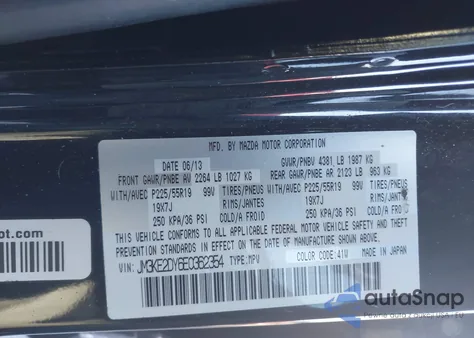 MFD. BY MAZDA MOTOR CORPORATION
DATE 06/13
GVWR/PNBV 4381 LB 1987 KG
FRONT GAWR/PNBE AV 2264 LB 1027 KG
REAR GAWR/PNBE AR 2123 LB 963 KG
WITH/AVEC P225/55R19 99V TIRES/PNEUS
WITH/AVEC P225/55R19 99V TIRES/PNEUS
19X7J RIMS/JANTES
19X7J RIMS/JANTES
250 KPA/36 PSI COLD/A FROID
250 KPA/36 PSI COLD/A FROID
THIS VEHICLE CONFORMS TO ALL APPLICABLE FEDERAL MOTOR VEHICLE SAFETY AND THEFT
PREVENTION STANDARDS IN EFFECT ON THE DATE OF MANUFACTURE SHOWN ABOVE.
MADE IN JAPAN
VIN: JM3KE2DY6E0362354 TYPE:MPV COLOR CODE:41W
ot.com
autoSnap